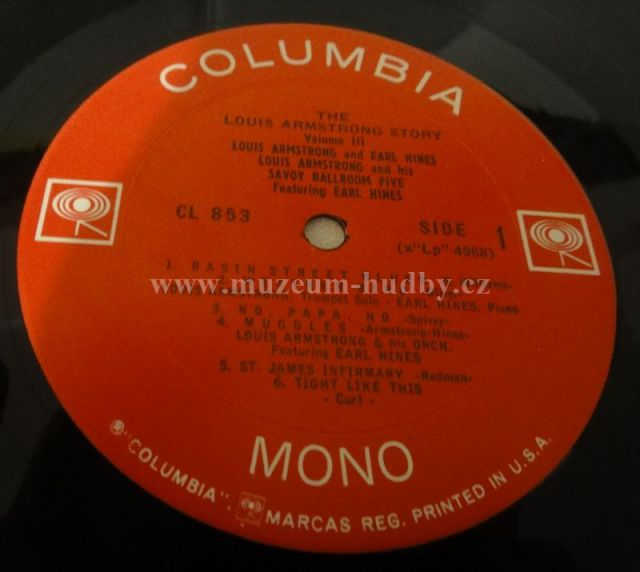 COLUMBIA
THE
LOUIS ARMSTRONG STORY
Volume III
LOUIS ARMSTRONG and EARL HINES
LOUIS ARMSTRONG and his
SAVOY BALLROOM FIVE
Featuring EARL HINES
CL 853
SIDE 1
(x"Lp" 4968)
1. BASIN STREET
www.muzeum-hudby.cz
ARMSTRONG, Trumpet Solo - EARL HINES, Piano
3. NO, PAPA, NO -Spivey-
4. MUGGLES -Armstrong-Hines-
LOUIS ARMSTRONG & his ORCH.
Featuring EARL HINES
5. ST. JAMES INFIRMARY -Redman-
6. TIGHT LIKE THIS
- Curl -
MONO
® "COLUMBIA", MARCAS REG. PRINTED IN U.S.A.